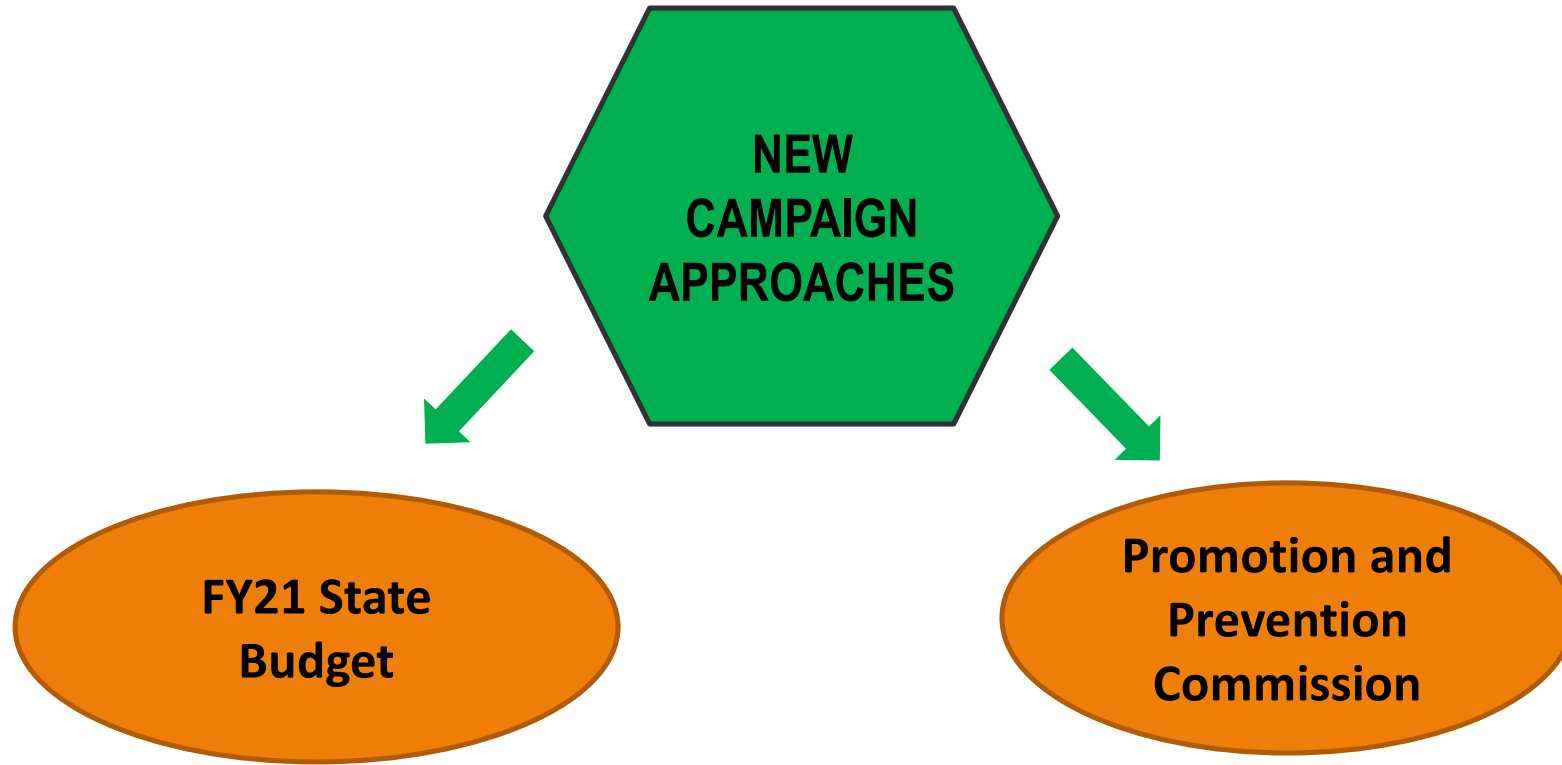 NEW
CAMPAIGN
APPROACHES
FY21 State
Budget
Promotion and
Prevention
Commission